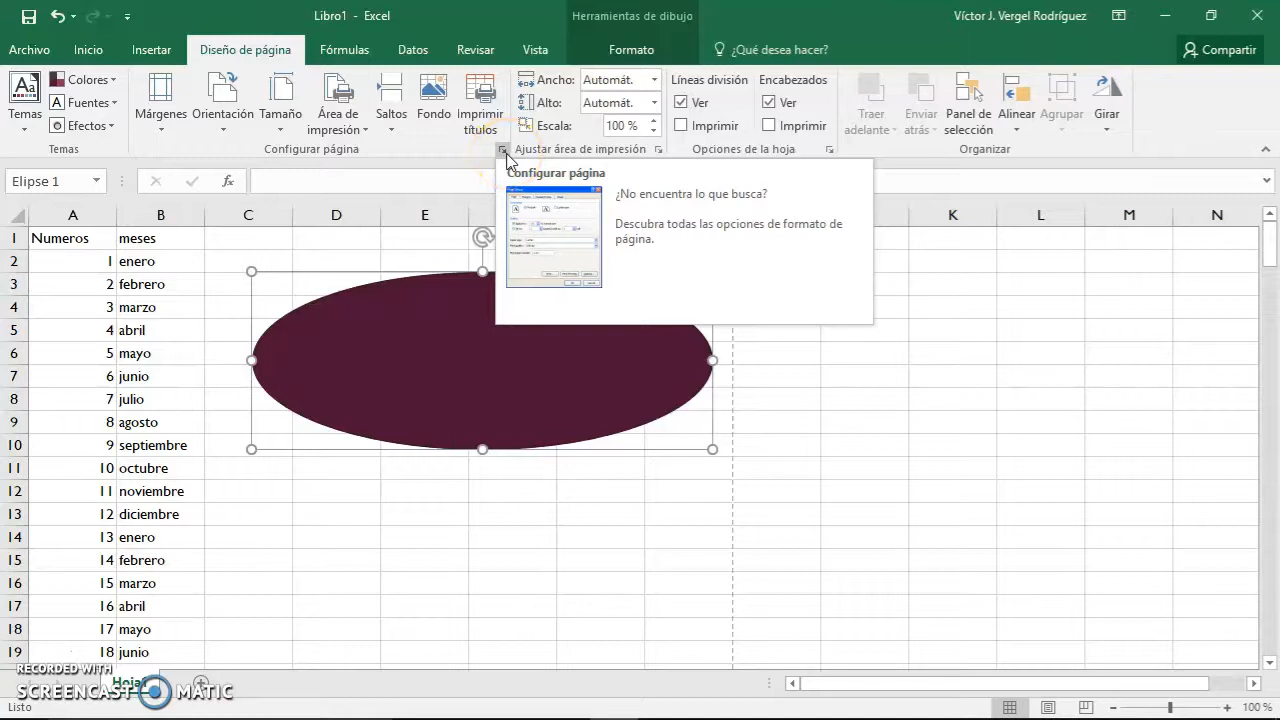 Libro1 - Excel
Herramientas de dibujo
Víctor J. Vergel Rodríguez
Archivo Inicio Insertar Diseño de página Fórmulas Datos Revisar Vista Formato ¿Qué desea hacer? Compartir
Aa
Temas
Colores
Fuentes
Efectos
Temas
Márgenes
Orientación
Tamaño
Área de impresión
Saltos
Fondo
Imprimir títulos
Configurar página
Ancho: Automát.
Alto: Automát.
Escala: 100 %
Ajustar área de impresión
Líneas división
Ver
Imprimir
Encabezados
Ver
Imprimir
Opciones de la hoja
Traer adelante
Enviar atrás
Panel de selección
Alinear
Agrupar
Girar
Organizar
Elipse 1
fx
Configurar página
¿No encuentra lo que busca?
Descubra todas las opciones de formato de
página.
A B C D E K L M N
1 Numeros meses
2 1 enero
3 2 febrero
4 3 marzo
5 4 abril
6 5 mayo
7 6 junio
8 7 julio
9 8 agosto
10 9 septiembre
11 10 octubre
12 11 noviembre
13 12 diciembre
14 13 enero
15 14 febrero
16 15 marzo
17 16 abril
18 17 mayo
19 18 junio
RECORDED WITH
SCREENCAST MATIC
Listo
100 %